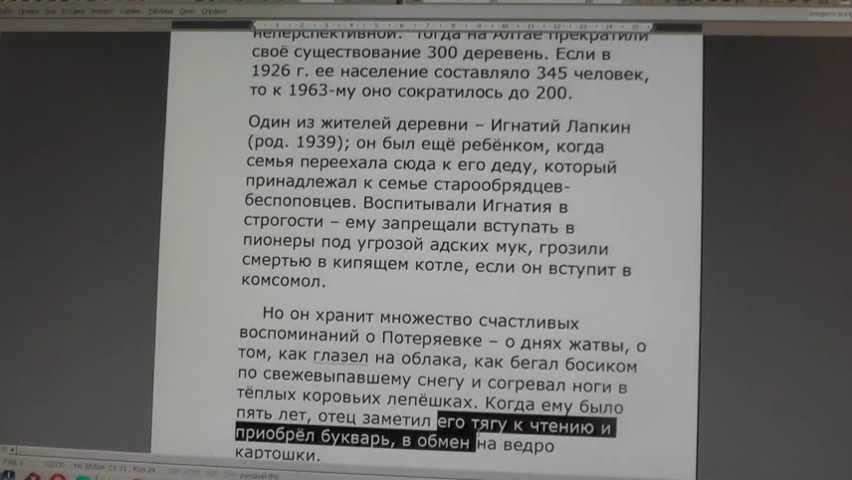 неперспективной. Тогда на Алтае прекратили
своё существование 300 деревень. Если в
1926 г. ее население составляло 345 человек,
то к 1963-му оно сократилось до 200.
Один из жителей деревни – Игнатий Лапкин
(род. 1939); он был ещё ребёнком, когда
семья переехала сюда к его деду, который
принадлежал к семье старообрядцев-
беспоповцев. Воспитывали Игнатия в
строгости – ему запрещали вступать в
пионеры под угрозой адских мук, грозили
смертью в кипящем котле, если он вступит в
комсомол.
Но он хранит множество счастливых
воспоминаний о Потеряевке – о днях жатвы, о
том, как глазел на облака, как бегал босиком
по свежевыпавшему снегу и согревал ноги в
тёплых коровьих лепёшках. Когда ему было
пять лет, отец заметил его тягу к чтению и
приобрёл букварь, в обмен на ведро
картошки.